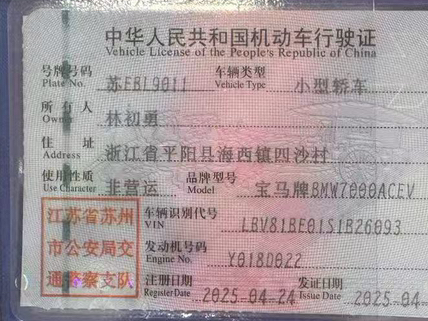 中华人民共和国机动车行驶证
Vehicle License of the People's Republic of China
号牌号码 苏FBL9011 车辆类型 小型轿车
Plate No. Vehicle Type
所有人 林初勇
Owner
住址 浙江省平阳县海西镇四沙村
Address
使用性质 非营运 品牌型号 宝马牌BMW7000ACEV
Use Character Model
江苏省苏州
市公安局交
通警察支队
车辆识别代号 LBV81BE01S1B26093
VIN
发动机号码 Y018D022
Engine No.
注册日期 2025-04-24 发证日期 2025-04-
Register Date Issue Date